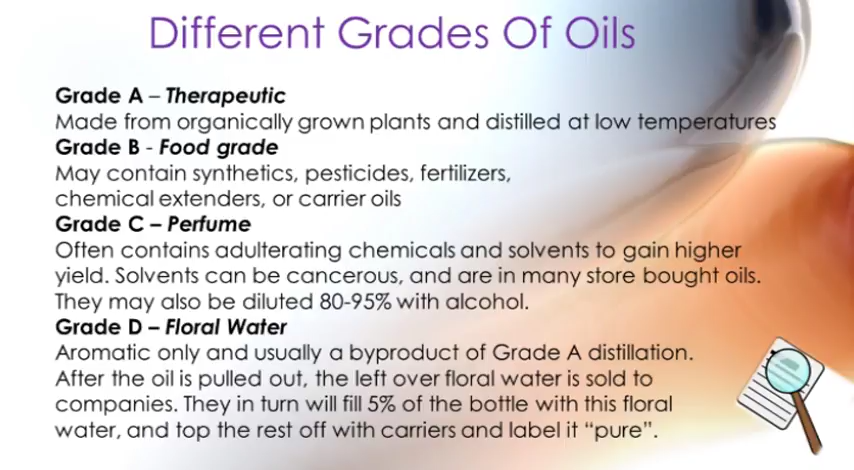 Different Grades Of Oils
Grade A – Therapeutic
Made from organically grown plants and distilled at low temperatures
Grade B - Food grade
May contain synthetics, pesticides, fertilizers,
chemical extenders, or carrier oils
Grade C – Perfume
Often contains adulterating chemicals and solvents to gain higher
yield. Solvents can be cancerous, and are in many store bought oils.
They may also be diluted 80-95% with alcohol.
Grade D – Floral Water
Aromatic only and usually a byproduct of Grade A distillation.
After the oil is pulled out, the left over floral water is sold to
companies. They in turn will fill 5% of the bottle with this floral
water, and top the rest off with carriers and label it “pure”.